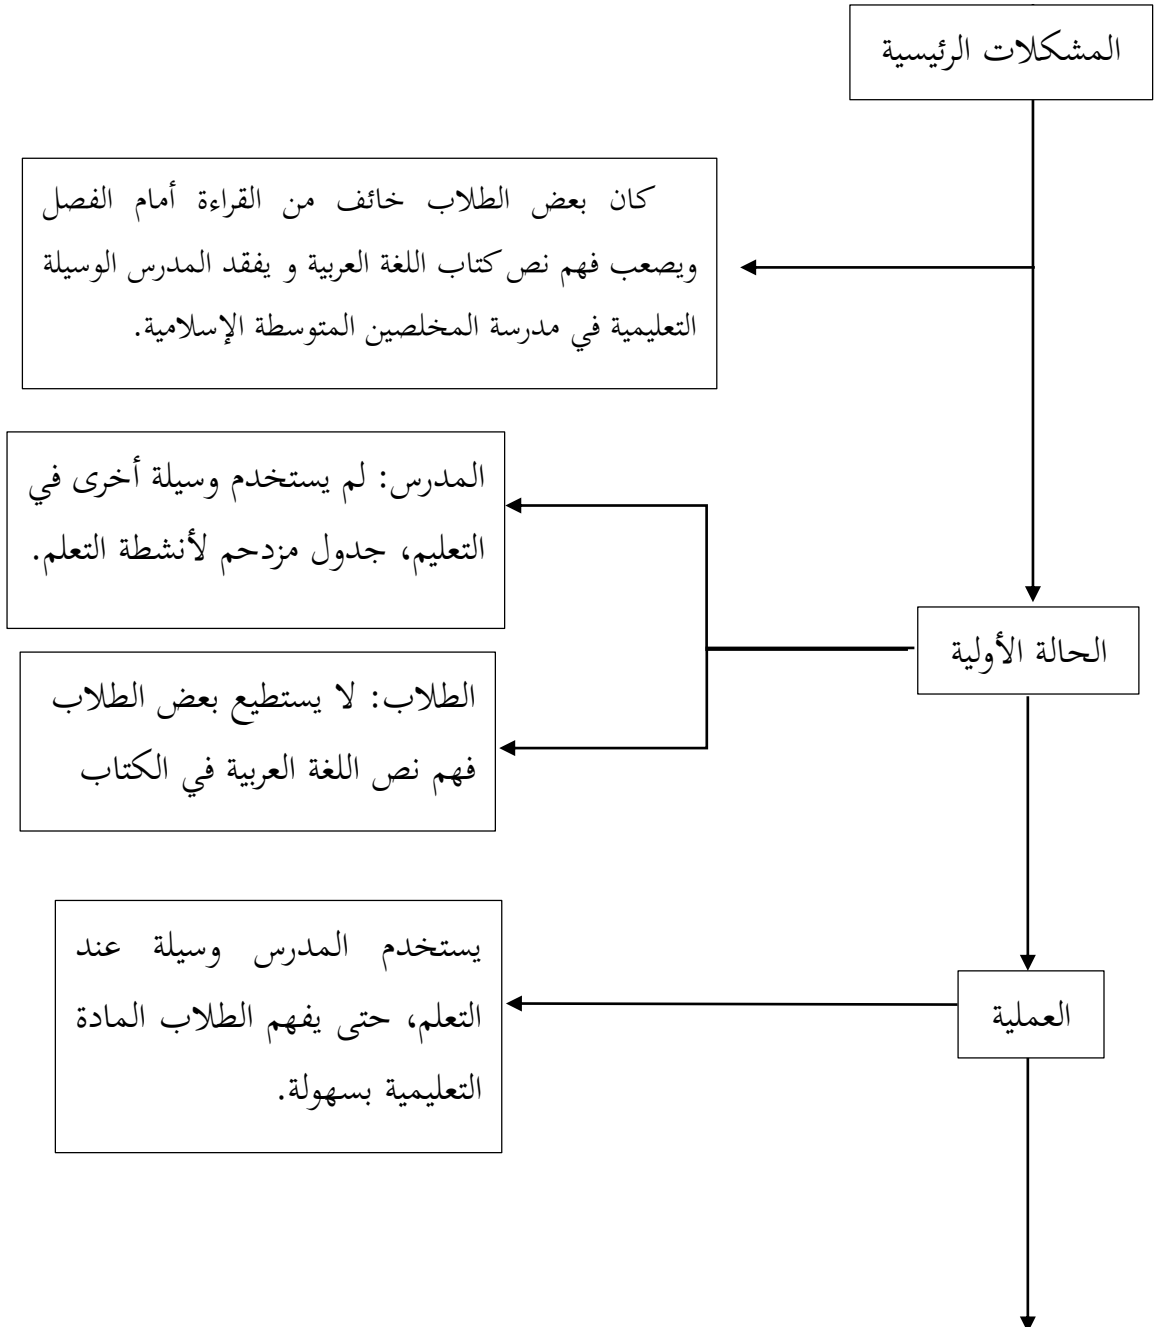 المشكلات الرئيسية
كان بعض الطلاب خائف من القراءة أمام الفصل
ويصعب فهم نص كتاب اللغة العربية و يفقد المدرس الوسيلة
التعليمية في مدرسة المخلصين المتوسطة الإسلامية.
المدرس: لم يستخدم وسيلة أخرى في
التعليم، جدول مزدحم لأنشطة التعلم.
الحالة الأولية
الطلاب: لا يستطيع بعض الطلاب
فهم نص اللغة العربية في الكتاب
العملية
يستخدم المدرس وسيلة عند
التعلم، حتى يفهم الطلاب المادة
التعليمية بسهولة.